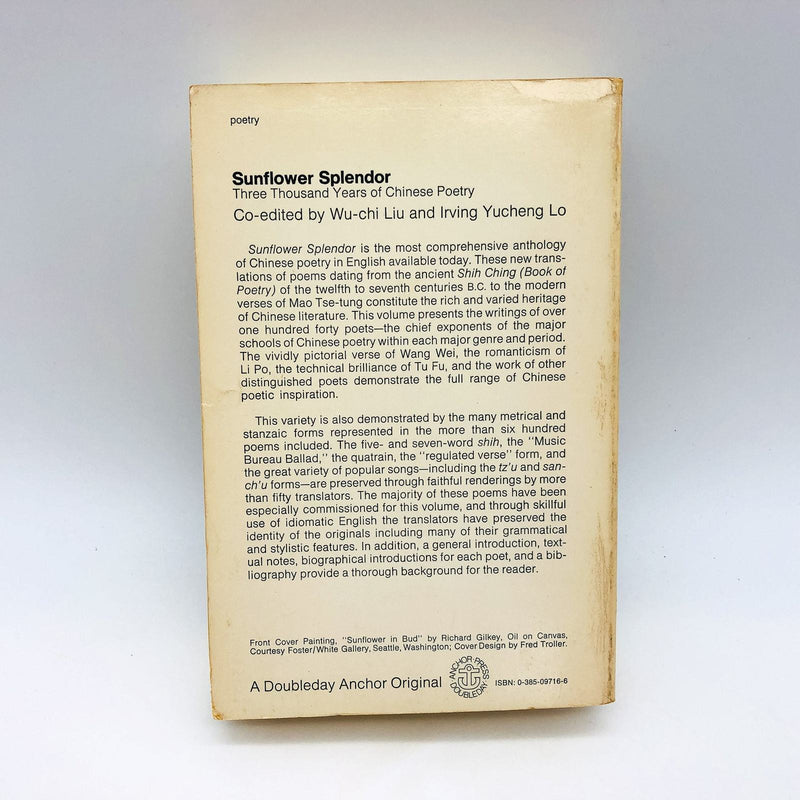 poetry
Sunflower Splendor
Three Thousand Years of Chinese Poetry
Co-edited by Wu-chi Liu and Irving Yucheng Lo
Sunflower Splendor is the most comprehensive anthology
of Chinese poetry in English available today. These new trans-
lations of poems dating from the ancient Shih Ching (Book of
Poetry) of the twelfth to seventh centuries B.C. to the modern
verses of Mao Tse-tung constitute the rich and varied heritage
of Chinese literature. This volume presents the writings of over
one hundred forty poets—the chief exponents of the major
schools of Chinese poetry within each major genre and period.
The vividly pictorial verse of Wang Wei, the romanticism of
Li Po, the technical brilliance of Tu Fu, and the work of other
distinguished poets demonstrate the full range of Chinese
poetic inspiration.
This variety is also demonstrated by the many metrical and
stanzaic forms represented in the more than six hundred
poems included. The five- and seven-word shih, the "Music
Bureau Ballad," the quatrain, the "regulated verse" form, and
the great variety of popular songs—including the tz'u and san-
ch'u forms—are preserved through faithful renderings by more
than fifty translators. The majority of these poems have been
especially commissioned for this volume, and through skillful
use of idiomatic English the translators have preserved the
identity of the originals including many of their grammatical
and stylistic features. In addition, a general introduction, text-
ual notes, biographical introductions for each poet, and a bib-
liography provide a thorough background for the reader.
Front Cover Painting, "Sunflower in Bud" by Richard Gilkey, Oil on Canvas,
Courtesy Foster/White Gallery, Seattle, Washington; Cover Design by Fred Troller.
A Doubleday Anchor Original
ANCHOR PRESS
DOUBLEDAY
ISBN: 0-385-09716-6